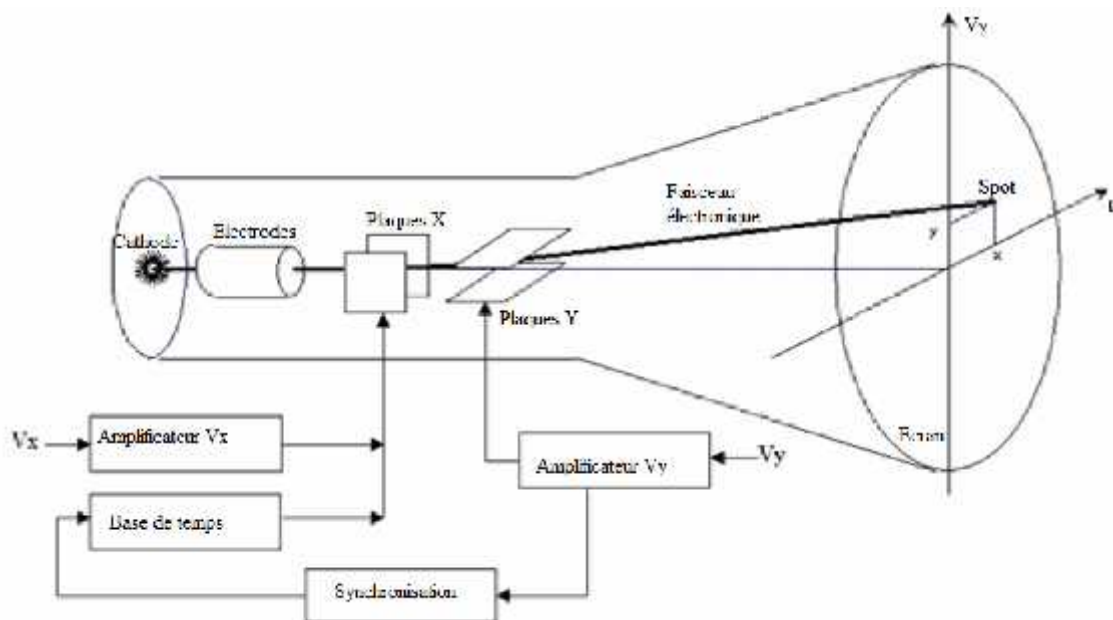 Vy
Spot
t
Faisceau
électronique
Plaques X
Electrodes
Cathode
y
x
Plaques Y
Vx
Amplificateur Vx
Ecran
Amplificateur Vy
Vy
Base de temps
Synchronisation